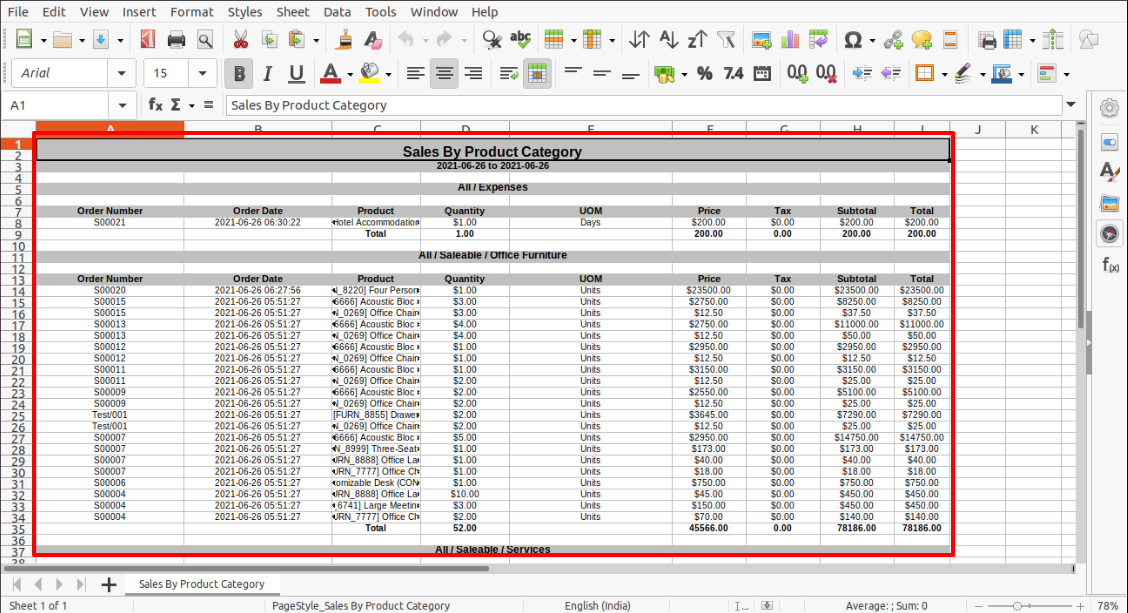 File Edit View Insert Format Styles Sheet Data Tools Window Help
Arial 15 B I U A % 7.4
A1 fx Σ = Sales By Product Category
A B C D E F G H I J K
1
2 Sales By Product Category
3 2021-06-26 to 2021-06-26
4
5 All / Expenses
6
7 Order Number Order Date Product Quantity UOM Price Tax Subtotal Total
8 S00021 2021-06-26 06:30:22 Hotel Accommodation $1.00 Days $200.00 $0.00 $200.00 $200.00
9 Total 1.00 200.00 0.00 200.00 200.00
10
11 All / Saleable / Office Furniture
12
13 Order Number Order Date Product Quantity UOM Price Tax Subtotal Total
14 S00020 2021-06-26 06:27:56 N_8220] Four Person $1.00 Units $23500.00 $0.00 $23500.00 $23500.00
15 S00015 2021-06-26 05:51:27 6666] Acoustic Bloc $3.00 Units $2750.00 $0.00 $8250.00 $8250.00
16 S00015 2021-06-26 05:51:27 N_0269] Office Chair $3.00 Units $12.50 $0.00 $37.50 $37.50
17 S00013 2021-06-26 05:51:27 6666] Acoustic Bloc $4.00 Units $2750.00 $0.00 $11000.00 $11000.00
18 S00013 2021-06-26 05:51:27 N_0269] Office Chair $4.00 Units $12.50 $0.00 $50.00 $50.00
19 S00012 2021-06-26 05:51:27 6666] Acoustic Bloc $1.00 Units $2950.00 $0.00 $2950.00 $2950.00
20 S00012 2021-06-26 05:51:27 N_0269] Office Chair $1.00 Units $12.50 $0.00 $12.50 $12.50
21 S00011 2021-06-26 05:51:27 6666] Acoustic Bloc $1.00 Units $3150.00 $0.00 $3150.00 $3150.00
22 S00011 2021-06-26 05:51:27 N_0269] Office Chair $2.00 Units $12.50 $0.00 $25.00 $25.00
23 S00009 2021-06-26 05:51:27 6666] Acoustic Bloc $2.00 Units $2550.00 $0.00 $5100.00 $5100.00
24 S00009 2021-06-26 05:51:27 N_0269] Office Chair $2.00 Units $12.50 $0.00 $25.00 $25.00
25 Test/001 2021-06-26 05:51:27 [FURN_8855] Drawe $2.00 Units $3645.00 $0.00 $7290.00 $7290.00
26 Test/001 2021-06-26 05:51:27 N_0269] Office Chair $2.00 Units $12.50 $0.00 $25.00 $25.00
27 S00007 2021-06-26 05:51:27 6666] Acoustic Bloc $5.00 Units $2950.00 $0.00 $14750.00 $14750.00
28 S00007 2021-06-26 05:51:27 N_8999] Three-Seat $1.00 Units $173.00 $0.00 $173.00 $173.00
29 S00007 2021-06-26 05:51:27 URN_8888] Office La $1.00 Units $40.00 $0.00 $40.00 $40.00
30 S00007 2021-06-26 05:51:27 URN_7777] Office Ch $1.00 Units $18.00 $0.00 $18.00 $18.00
31 S00006 2021-06-26 05:51:27 omizable Desk (CON $1.00 Units $750.00 $0.00 $750.00 $750.00
32 S00004 2021-06-26 05:51:27 URN_8888] Office La $10.00 Units $45.00 $0.00 $450.00 $450.00
33 S00004 2021-06-26 05:51:27 _6741] Large Meetin $3.00 Units $150.00 $0.00 $450.00 $450.00
34 S00004 2021-06-26 05:51:27 URN_7777] Office Ch $2.00 Units $70.00 $0.00 $140.00 $140.00
35 Total 52.00 45566.00 0.00 78186.00 78186.00
36
37 All / Saleable / Services
38
Sales By Product Category
Sheet 1 of 1 PageStyle_Sales By Product Category English (India) Average: ; Sum: 0 78%